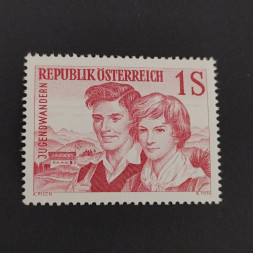 REPUBLIK ÖSTERREICH 1S
JUGENDWANDERN